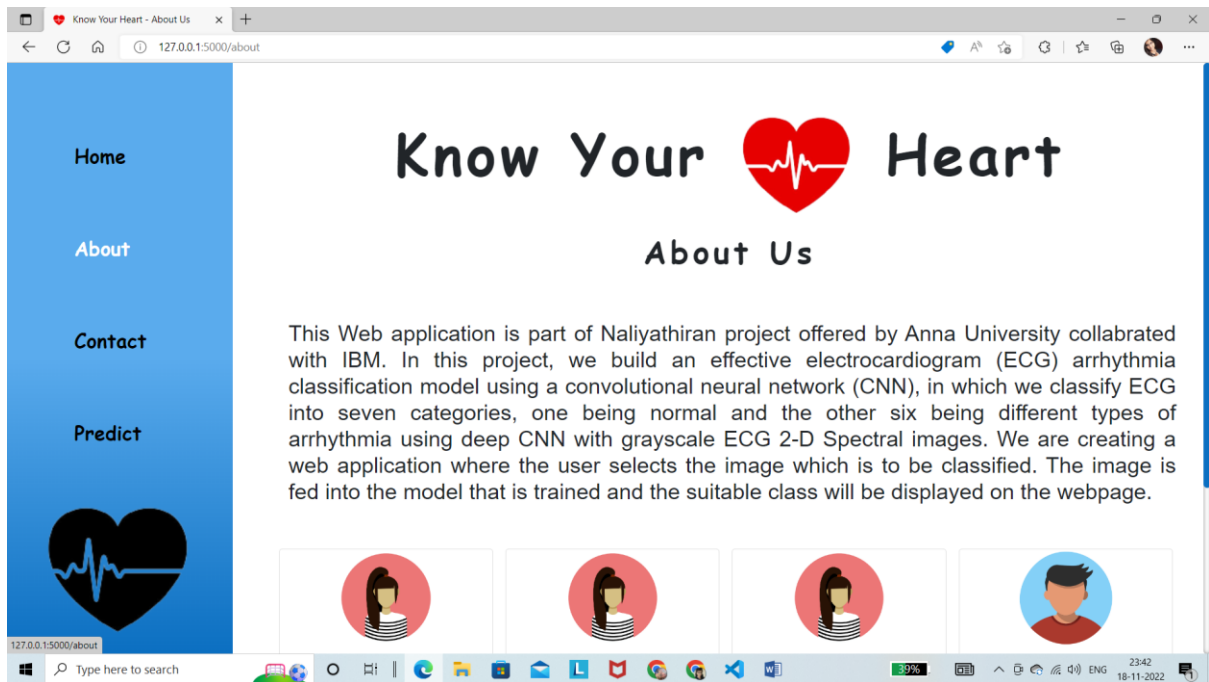 Know Your Heart - About Us
127.0.0.1:5000/about
Home
About
Contact
Predict
Know Your Heart
About Us
This Web application is part of Naliyathiran project offered by Anna University collabrated
with IBM. In this project, we build an effective electrocardiogram (ECG) arrhythmia
classification model using a convolutional neural network (CNN), in which we classify ECG
into seven categories, one being normal and the other six being different types of
arrhythmia using deep CNN with grayscale ECG 2-D Spectral images. We are creating a
web application where the user selects the image which is to be classified. The image is
fed into the model that is trained and the suitable class will be displayed on the webpage.
127.0.0.1:5000/about
Type here to search
39%
ENG
23:42
18-11-2022